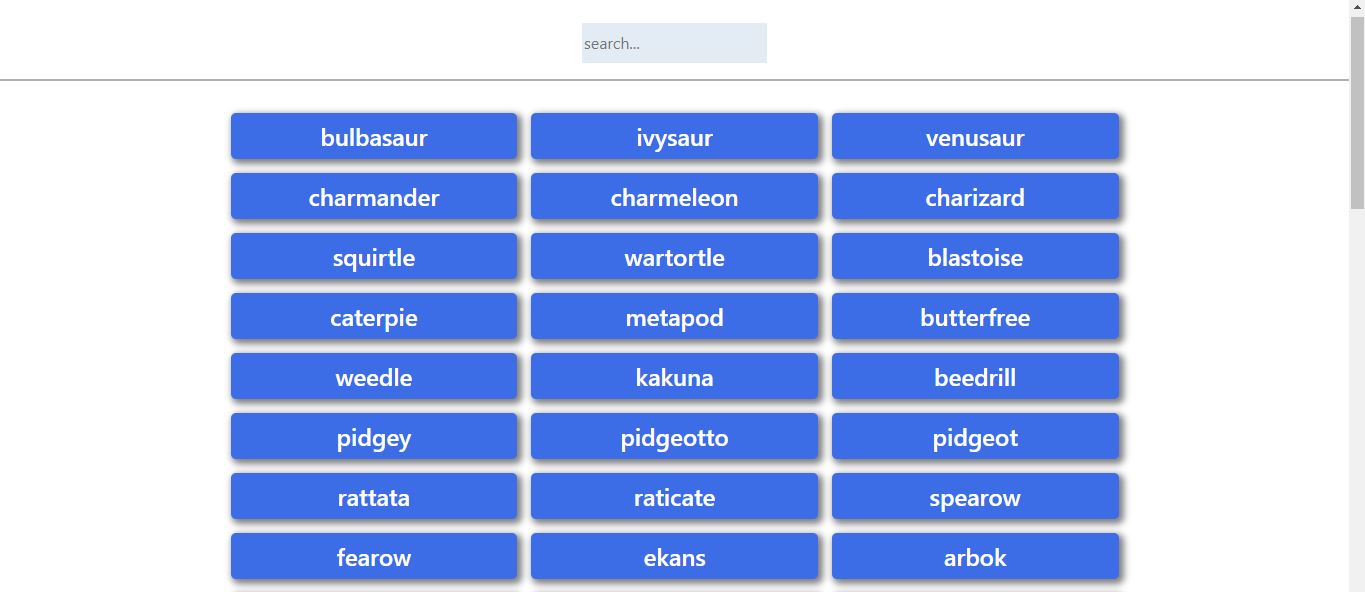 search...
bulbasaur ivysaur venusaur
charmander charmeleon charizard
squirtle wartortle blastoise
caterpie metapod butterfree
weedle kakuna beedrill
pidgey pidgeotto pidgeot
rattata raticate spearow
fearow ekans arbok